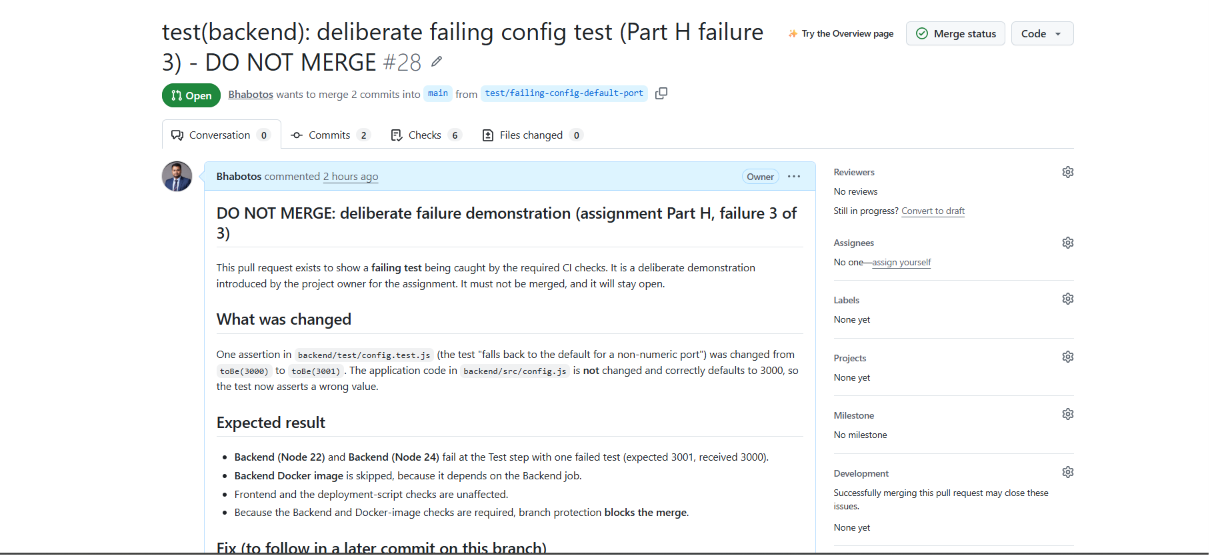 test(backend): deliberate failing config test (Part H failure
3) - DO NOT MERGE #28
Try the Overview page
Merge status
Code
Open
Bhabotos wants to merge 2 commits into main from test/failing-config-default-port
Conversation 0
Commits 2
Checks 6
Files changed 0
Bhabotos commented 2 hours ago
Owner
DO NOT MERGE: deliberate failure demonstration (assignment Part H, failure 3 of
3)
This pull request exists to show a failing test being caught by the required CI checks. It is a deliberate demonstration
introduced by the project owner for the assignment. It must not be merged, and it will stay open.
What was changed
One assertion in backend/test/config.test.js (the test "falls back to the default for a non-numeric port") was changed from
toBe(3000) to toBe(3001). The application code in backend/src/config.js is not changed and correctly defaults to 3000, so
the test now asserts a wrong value.
Expected result
• Backend (Node 22) and Backend (Node 24) fail at the Test step with one failed test (expected 3001, received 3000).
• Backend Docker image is skipped, because it depends on the Backend job.
• Frontend and the deployment-script checks are unaffected.
• Because the Backend and Docker-image checks are required, branch protection blocks the merge.
Fix (to follow in a later commit on this branch)
Reviewers
No reviews
Still in progress? Convert to draft
Assignees
No one—assign yourself
Labels
None yet
Projects
None yet
Milestone
No milestone
Development
Successfully merging this pull request may close these
issues.
None yet